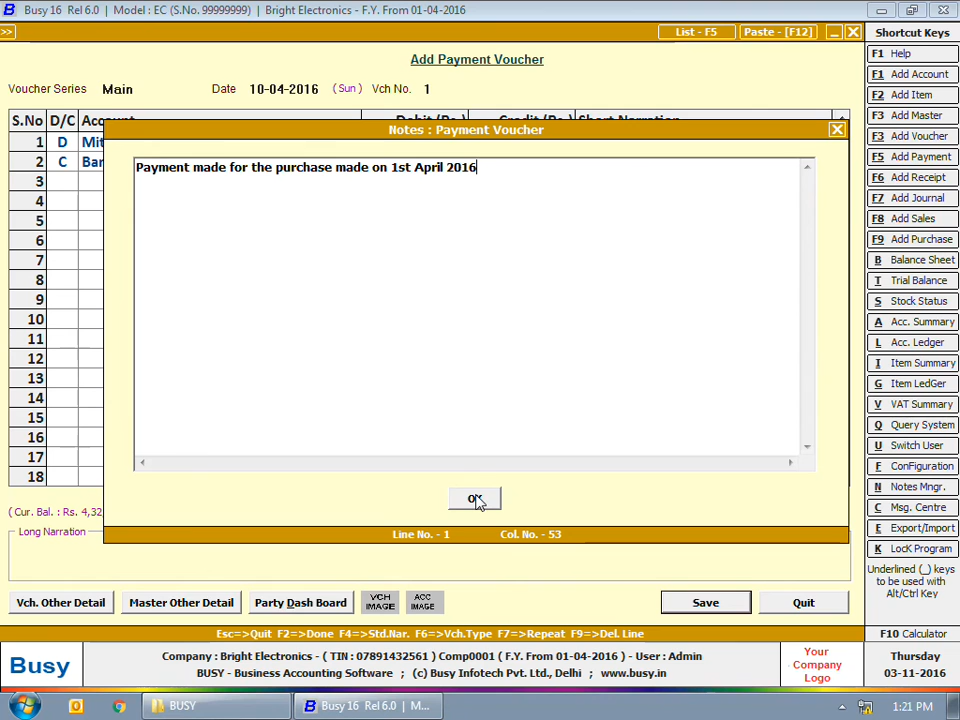 Busy 16 Rel 6.0 | Model : EC (S.No. 99999999) | Bright Electronics - F.Y. From 01-04-2016
>> List - F5 Paste - [F12]
Add Payment Voucher
Voucher Series Main Date 10-04-2016 (Sun) Vch No. 1
S.No D/C
Notes : Payment Voucher
1 D Mit
2 C Bar
3
4
5
6
7
8
9
10
11
12
13
14
15
16
17
18
Payment made for the purchase made on 1st April 2016
OK
Line No. - 1 Col. No. - 53
(Cur. Bal. : Rs. 4,32
Long Narration
Vch. Other Detail Master Other Detail Party Dash Board VCH IMAGE ACC IMAGE Save Quit
Esc=>Quit F2=>Done F4=>Std.Nar. F6=>Vch.Type F7=>Repeat F9=>Del. Line
Busy
Company : Bright Electronics - ( TIN : 07891432561 ) Comp0001 ( F.Y. From 01-04-2016 ) - User : Admin
BUSY - Business Accounting Software ; (c) Busy Infotech Pvt. Ltd., Delhi ; www.busy.in
Your
Company
Logo
Shortcut Keys
F1 Help
F1 Add Account
F2 Add Item
F3 Add Master
F3 Add Voucher
F5 Add Payment
F6 Add Receipt
F7 Add Journal
F8 Add Sales
F9 Add Purchase
B Balance Sheet
T Trial Balance
S Stock Status
A Acc. Summary
L Acc. Ledger
I Item Summary
G Item LedGer
V VAT Summary
Q Query System
U Switch User
F ConFiguration
N Notes Mngr.
M Msg. Centre
E Export/Import
K LocK Program
Underlined (_) keys
to be used with
Alt/Ctrl Key
F10 Calculator
Thursday
03-11-2016
BUSY Busy 16 Rel 6.0 | M... 1:21 PM